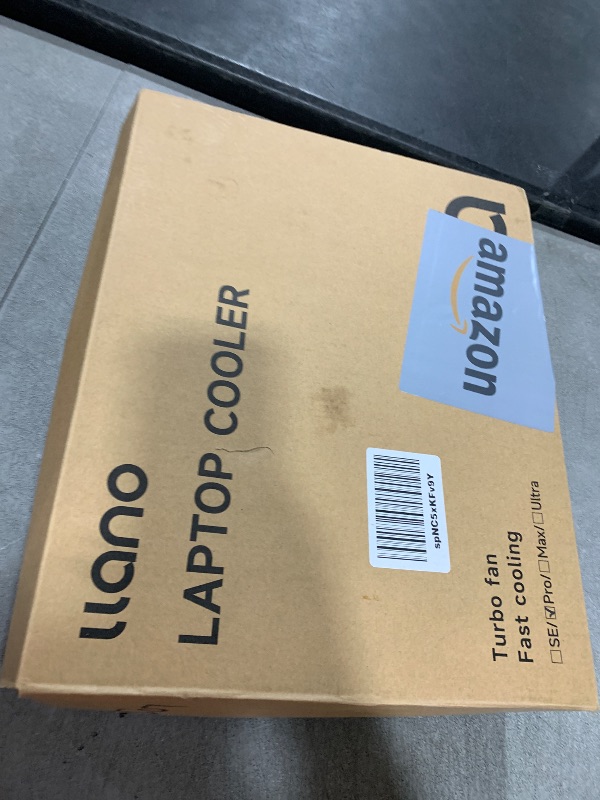 llano
LAPTOP COOLER
spNC5xKFv9Y
Turbo fan
Fast cooling
☐SE/☑Pro/☐Max/☐Ultra
amazon